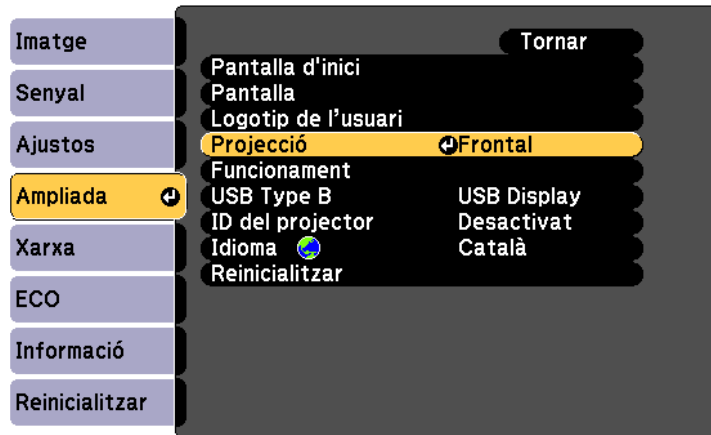 Imatge
Senyal
Ajustos
Ampliada
Xarxa
ECO
Informació
Reinicialitzar
Tornar
Pantalla d'inici
Pantalla
Logotip de l’usuari
Projecció Frontal
Funcionament
USB Type B USB Display
ID del projector Desactivat
Idioma Català
Reinicialitzar